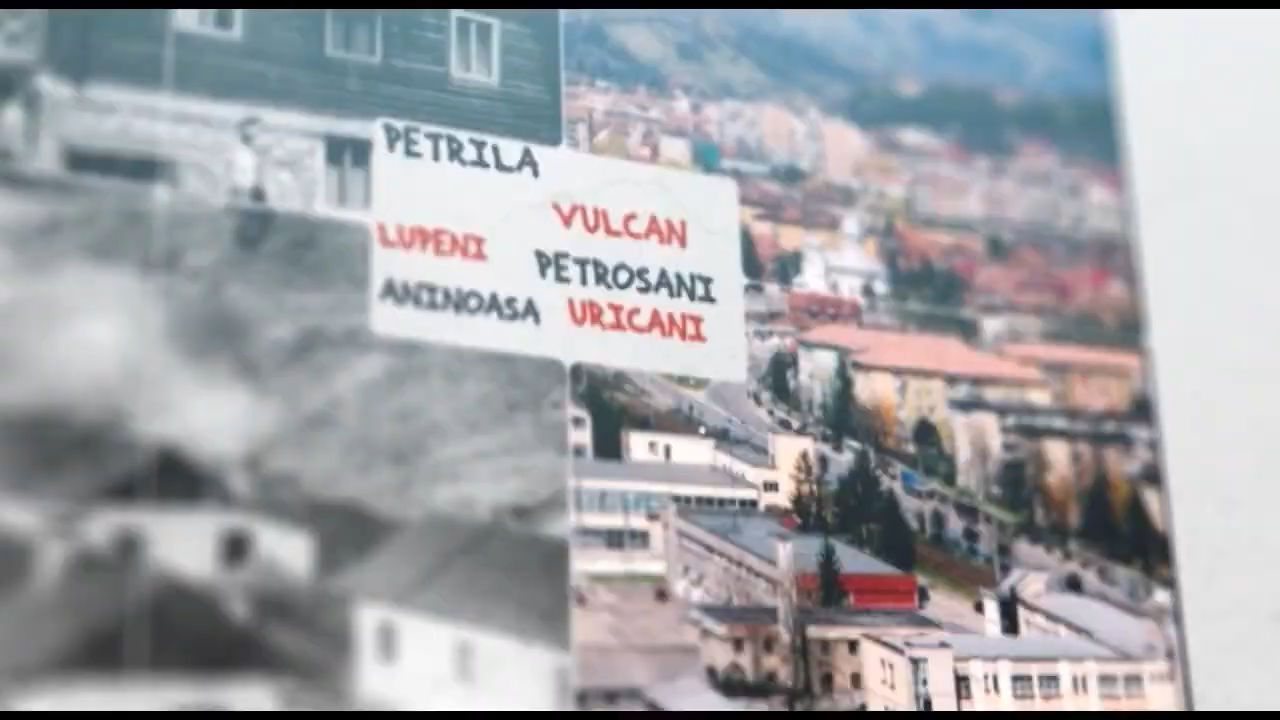 PETRILA
VULCAN
LUPENI
PETROSANI
ANINOASA
URICANI